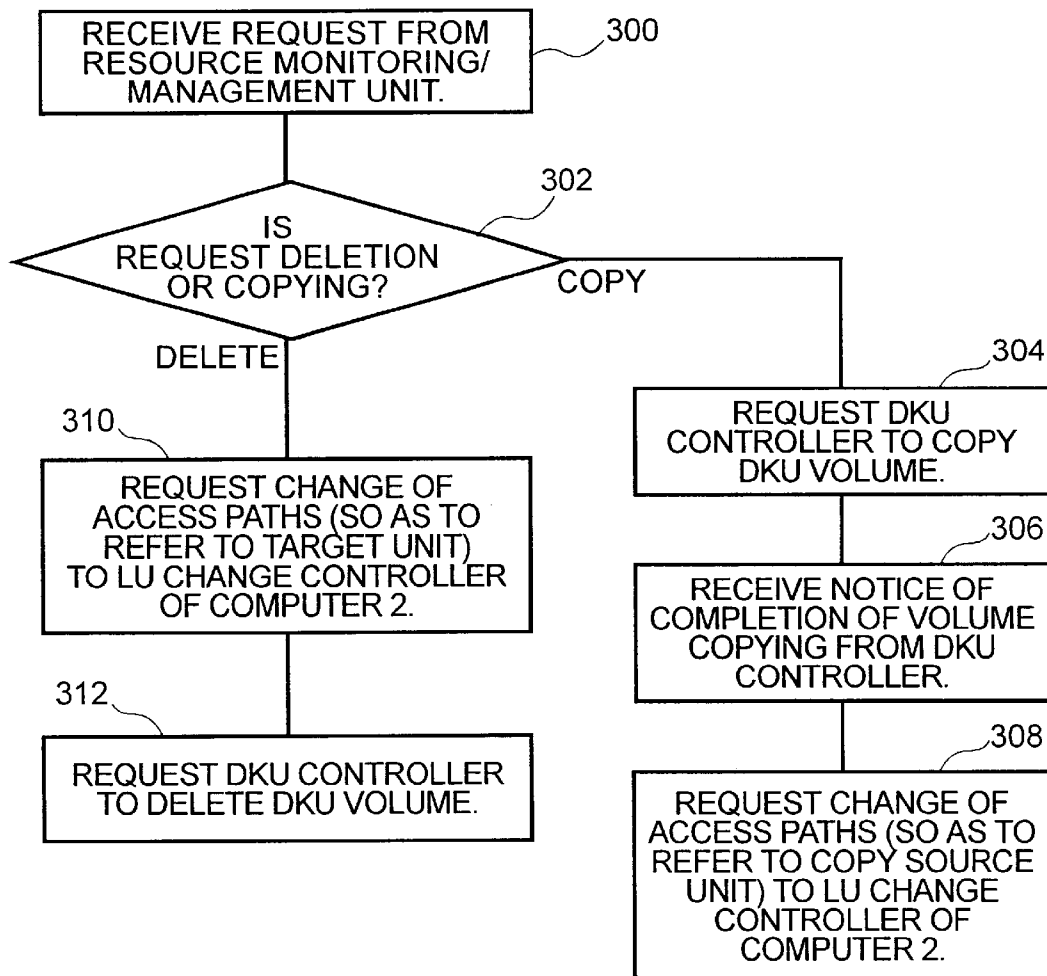 RECEIVE REQUEST FROM
RESOURCE MONITORING/
MANAGEMENT UNIT.
300
302
IS
REQUEST DELETION
OR COPYING?
COPY
DELETE
304
REQUEST DKU
CONTROLLER TO COPY
DKU VOLUME.
306
RECEIVE NOTICE OF
COMPLETION OF VOLUME
COPYING FROM DKU
CONTROLLER.
308
REQUEST CHANGE OF
ACCESS PATHS (SO AS TO
REFER TO COPY SOURCE
UNIT) TO LU CHANGE
CONTROLLER OF
COMPUTER 2.
310
REQUEST CHANGE OF
ACCESS PATHS (SO AS TO
REFER TO TARGET UNIT)
TO LU CHANGE CONTROLLER
OF COMPUTER 2.
312
REQUEST DKU CONTROLLER
TO DELETE DKU VOLUME.